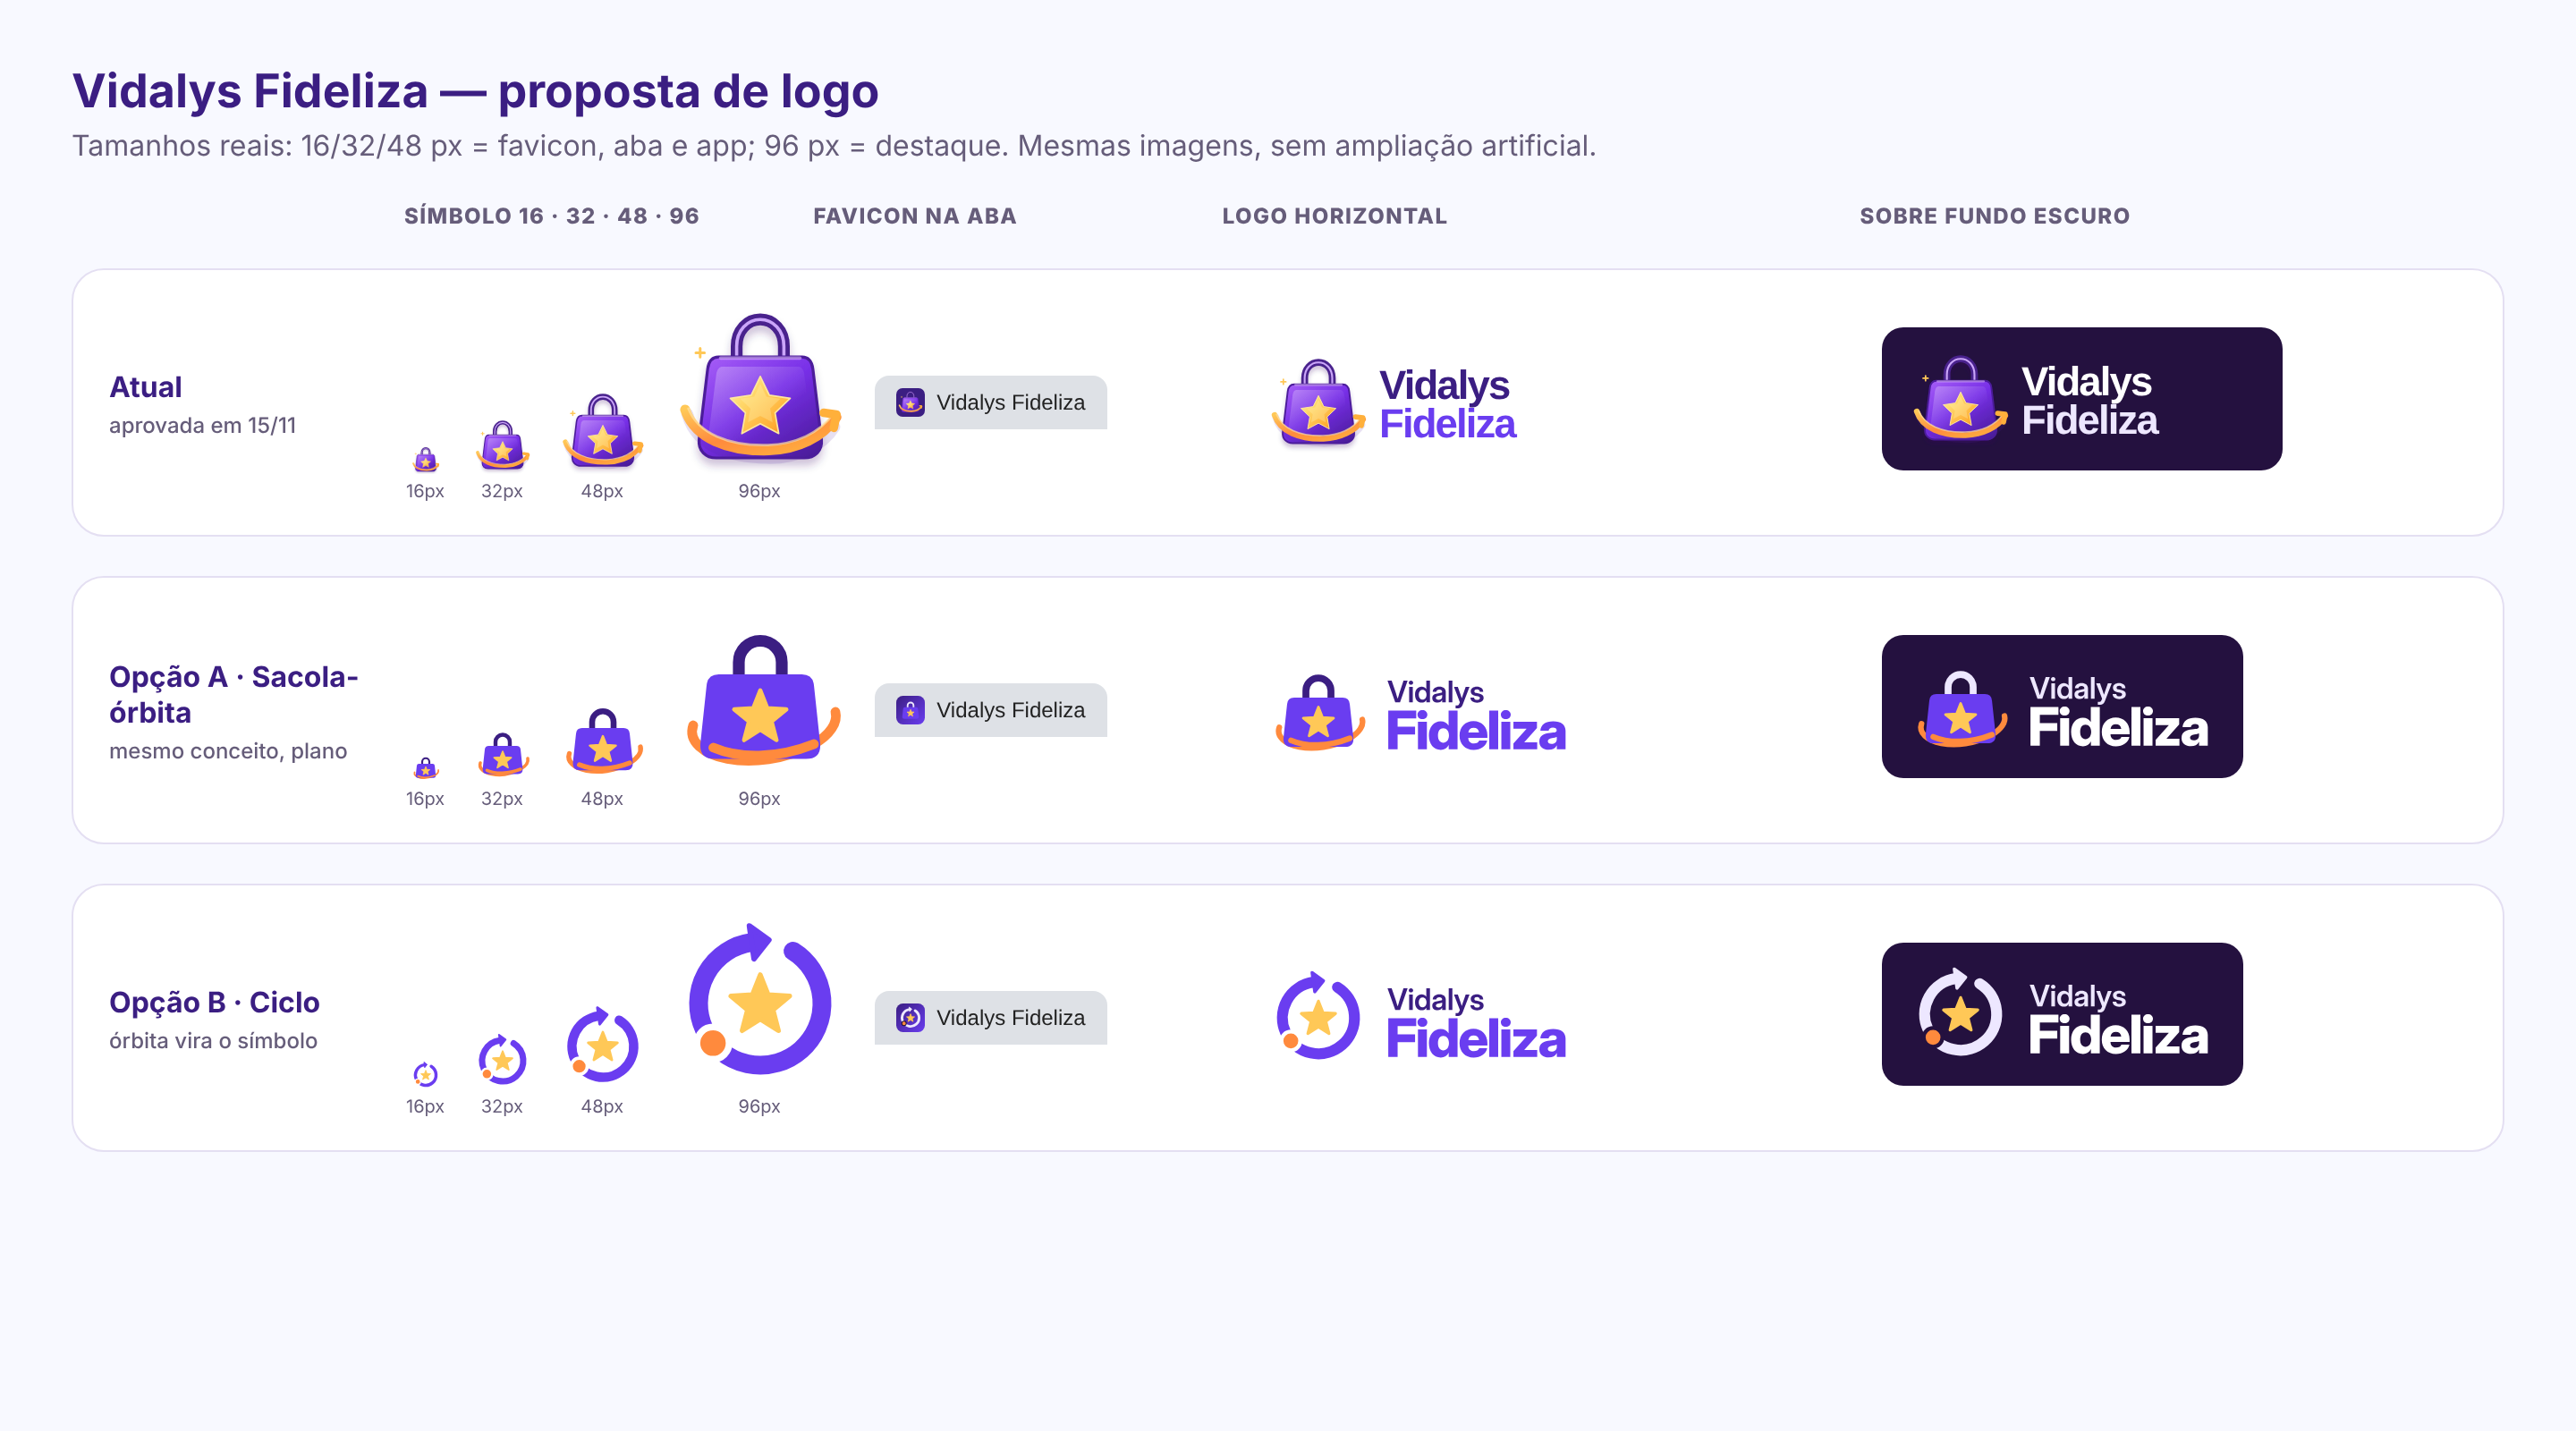 Vidalys Fideliza — proposta de logo
Tamanhos reais: 16/32/48 px = favicon, aba e app; 96 px = destaque. Mesmas imagens, sem ampliação artificial.
SÍMBOLO 16 · 32 · 48 · 96
FAVICON NA ABA
LOGO HORIZONTAL
SOBRE FUNDO ESCURO
Atual
aprovada em 15/11
16px
32px
48px
96px
Vidalys Fideliza
Vidalys
Fideliza
Vidalys
Fideliza
Opção A · Sacola-
órbita
mesmo conceito, plano
16px
32px
48px
96px
Vidalys Fideliza
Vidalys
Fideliza
Vidalys
Fideliza
Opção B · Ciclo
órbita vira o símbolo
16px
32px
48px
96px
Vidalys Fideliza
Vidalys
Fideliza
Vidalys
Fideliza